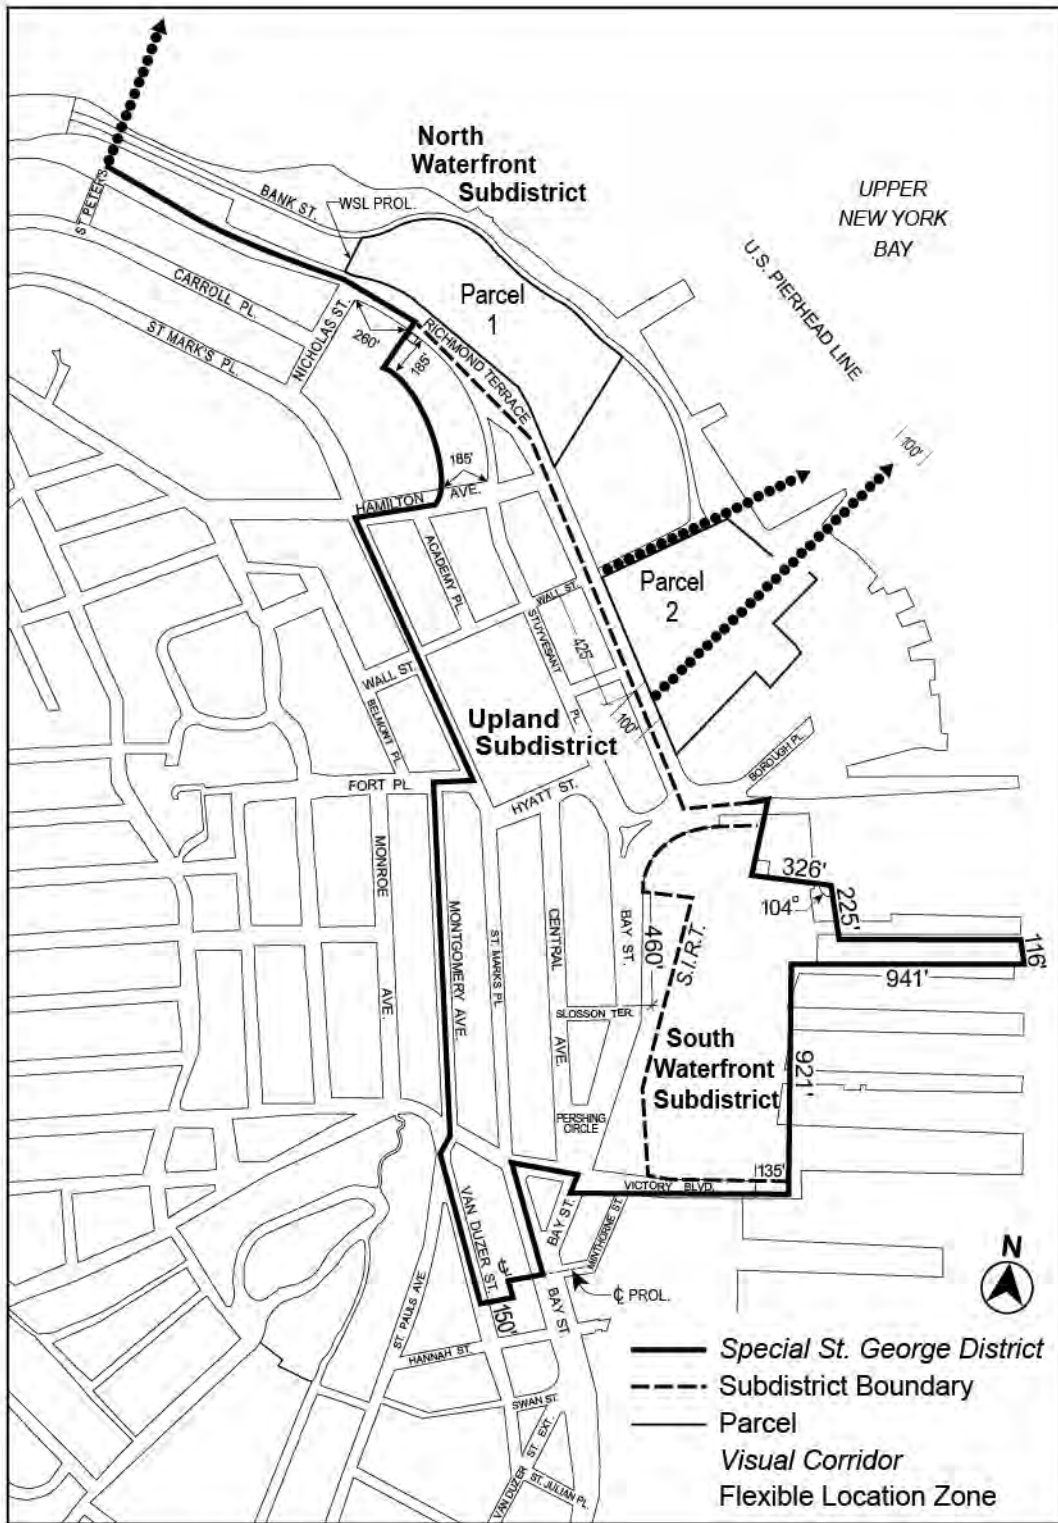 North
Waterfront
Subdistrict
UPPER
NEW YORK
BAY
ST PETER'S
BANK ST.
WSL PROL.
U.S. PIERHEAD LINE
CARROLL PL.
Parcel
1
ST MARK'S PL.
NICHOLAS ST.
260'
RICHMOND TERRACE
185'
100'
185'
HAMILTON AVE.
ACADEMY PL.
WALL ST.
Parcel
2
STUYVESANT PL.
425'
WALL ST.
BELMONT PL.
100'
Upland
Subdistrict
BOROUGH PL.
FORT PL.
HYATT ST.
MONROE AVE.
326'
104°
225'
MONTGOMERY AVE.
ST. MARKS PL.
CENTRAL AVE.
BAY ST.
460'
S.I.R.T.
116'
941'
SLOSSON TER.
South
Waterfront
Subdistrict
921'
PERSHING
CIRCLE
135'
VICTORY BLVD.
VAN DUZER ST.
BAY ST.
MINTHORNE ST.
ST. PAULS AVE
150'
BAY ST.
℄ PROL.
HANNAH ST.
SWAN ST.
VAN DUZER ST. EXT.
ST. JULIAN PL.
N
Special St. George District
Subdistrict Boundary
Parcel
Visual Corridor
Flexible Location Zone